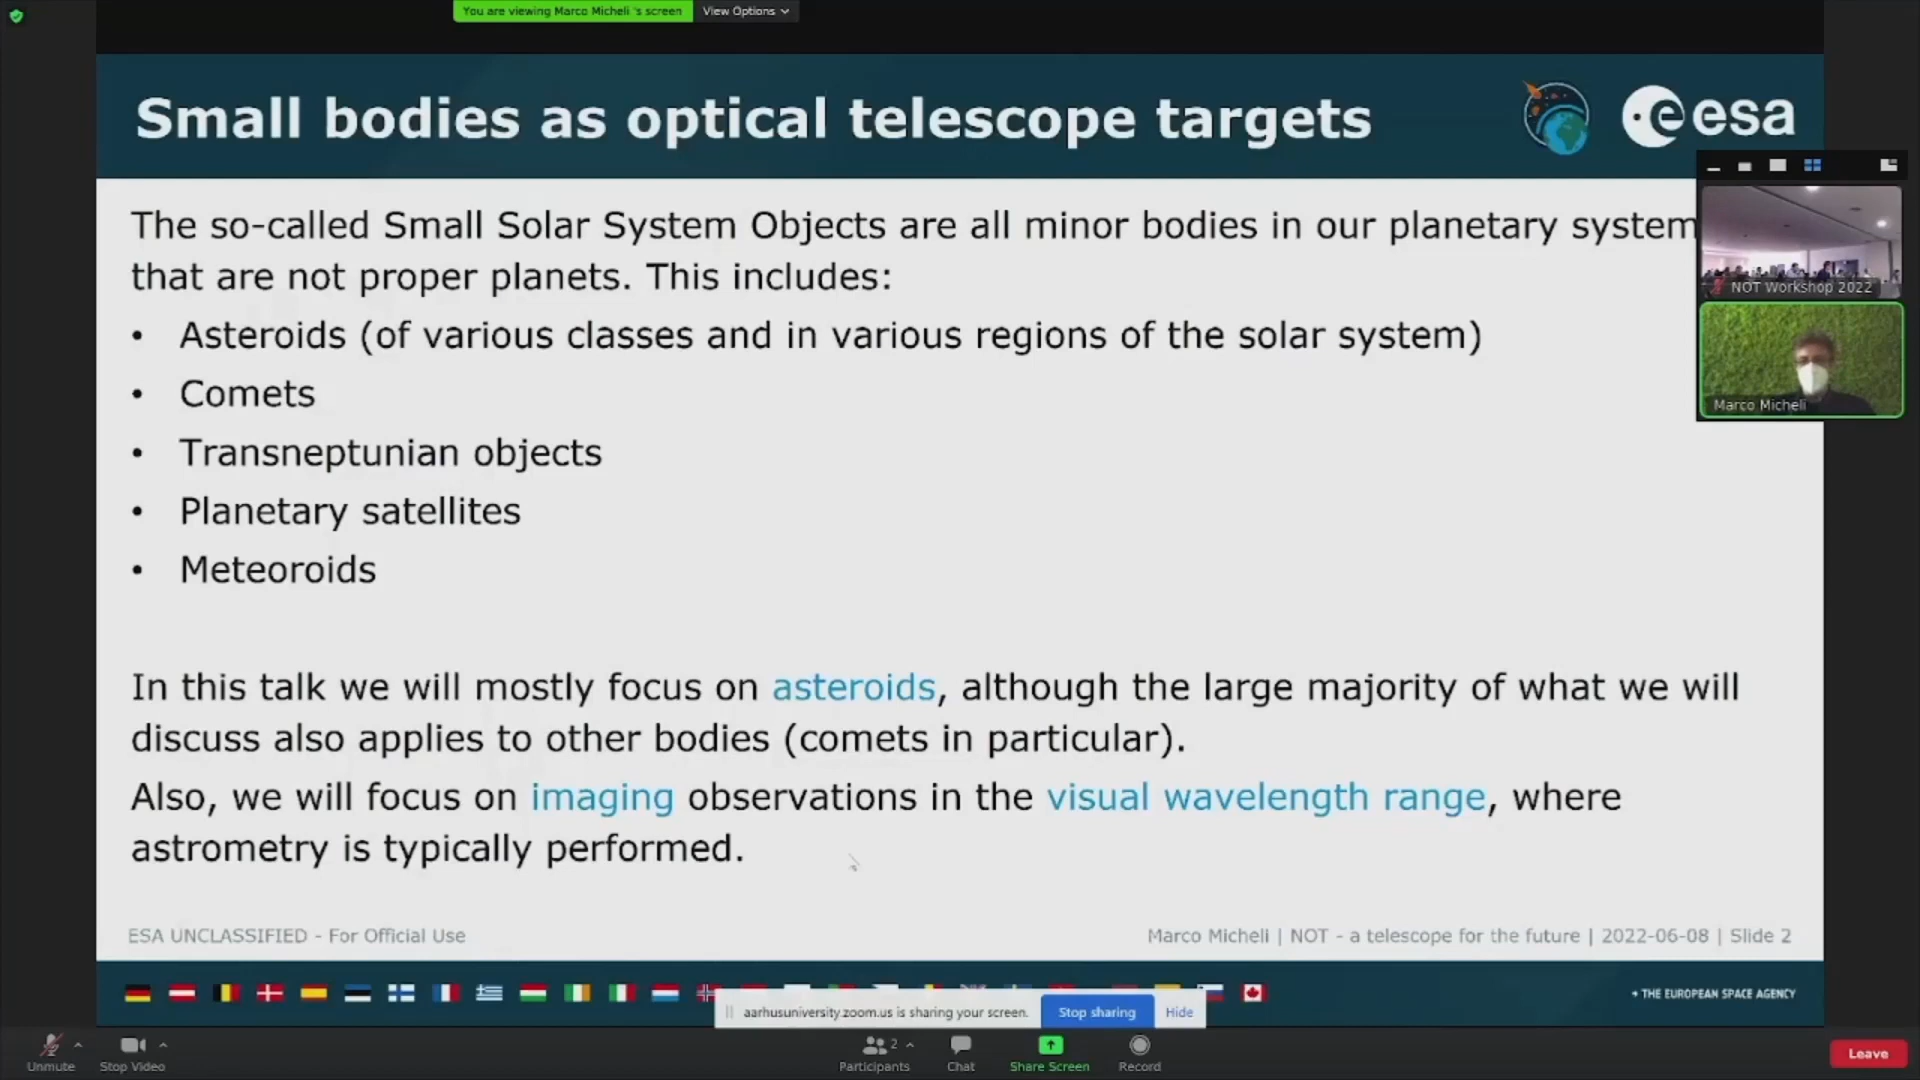 You are viewing Marco Micheli 's screen
View Options
Small bodies as optical telescope targets
esa
The so-called Small Solar System Objects are all minor bodies in our planetary system
that are not proper planets. This includes:
• Asteroids (of various classes and in various regions of the solar system)
• Comets
• Transneptunian objects
• Planetary satellites
• Meteoroids
NOT Workshop 2022
Marco Micheli
In this talk we will mostly focus on asteroids, although the large majority of what we will
discuss also applies to other bodies (comets in particular).
Also, we will focus on imaging observations in the visual wavelength range, where
astrometry is typically performed.
ESA UNCLASSIFIED - For Official Use
Marco Micheli | NOT - a telescope for the future | 2022-06-08 | Slide 2
→ THE EUROPEAN SPACE AGENCY
aarhusuniversity.zoom.us is sharing your screen.
Stop sharing
Hide
Unmute
Stop Video
2
Participants
Chat
Share Screen
Record
Leave